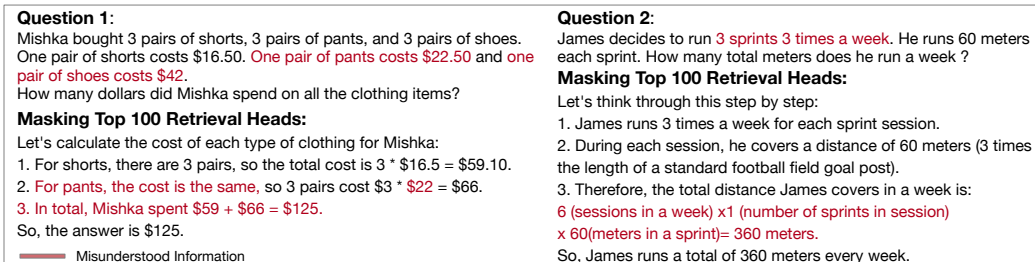 Question 1:
Mishka bought 3 pairs of shorts, 3 pairs of pants, and 3 pairs of shoes.
One pair of shorts costs $16.50. One pair of pants costs $22.50 and one
pair of shoes costs $42.
How many dollars did Mishka spend on all the clothing items?
Masking Top 100 Retrieval Heads:
Let's calculate the cost of each type of clothing for Mishka:
1. For shorts, there are 3 pairs, so the total cost is 3 * $16.5 = $59.10.
2. For pants, the cost is the same, so 3 pairs cost $3 * $22 = $66.
3. In total, Mishka spent $59 + $66 = $125.
So, the answer is $125.
Misunderstood Information
Question 2:
James decides to run 3 sprints 3 times a week. He runs 60 meters
each sprint. How many total meters does he run a week ?
Masking Top 100 Retrieval Heads:
Let's think through this step by step:
1. James runs 3 times a week for each sprint session.
2. During each session, he covers a distance of 60 meters (3 times
the length of a standard football field goal post).
3. Therefore, the total distance James covers in a week is:
6 (sessions in a week) x1 (number of sprints in session)
x 60(meters in a sprint)= 360 meters.
So, James runs a total of 360 meters every week.